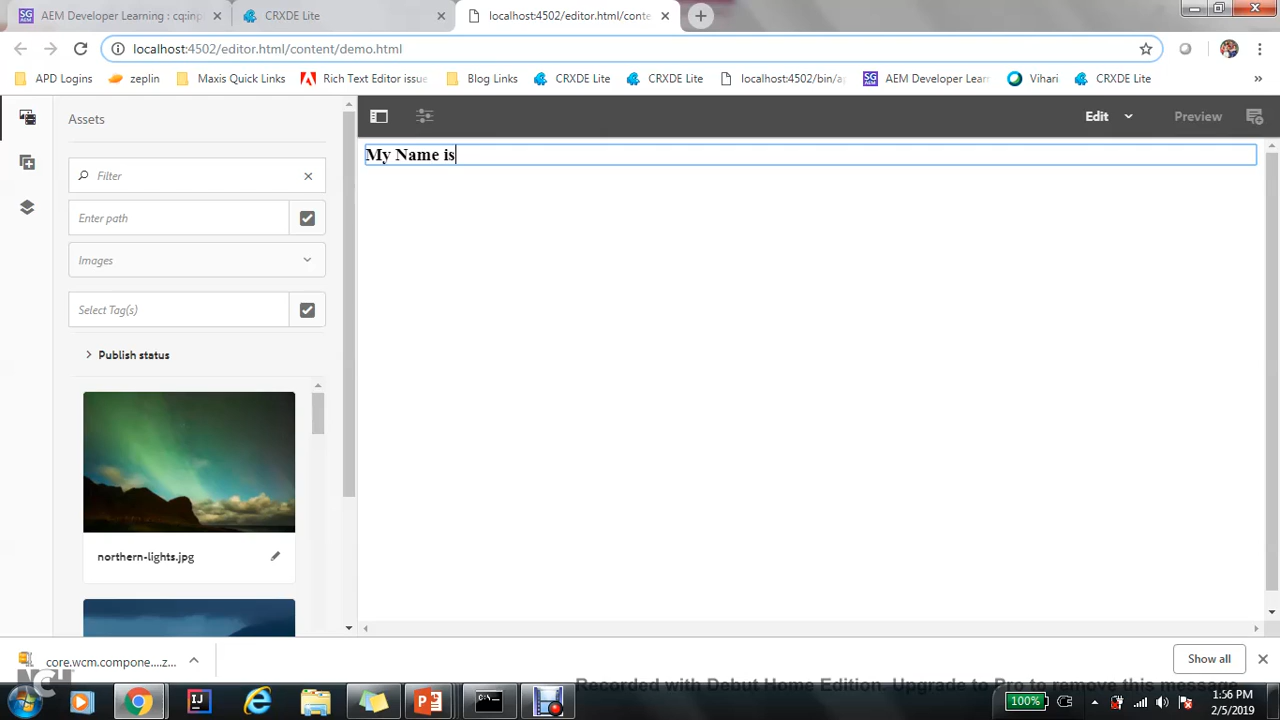 AEM Developer Learning : cq:inp
CRXDE Lite
localhost:4502/editor.html/conte
localhost:4502/editor.html/content/demo.html
APD Logins
zeplin
Maxis Quick Links
Rich Text Editor issue
Blog Links
CRXDE Lite
CRXDE Lite
localhost:4502/bin/a
AEM Developer Learn
Vihari
CRXDE Lite
»
Assets
Edit
Preview
Filter
My Name is
Enter path
Images
Select Tag(s)
Publish status
northern-lights.jpg
core.wcm.compone....z...
Show all
NCH
Recorded with Debut Home Edition. Upgrade to Pro to remove this message
100%
1:56 PM
2/5/2019